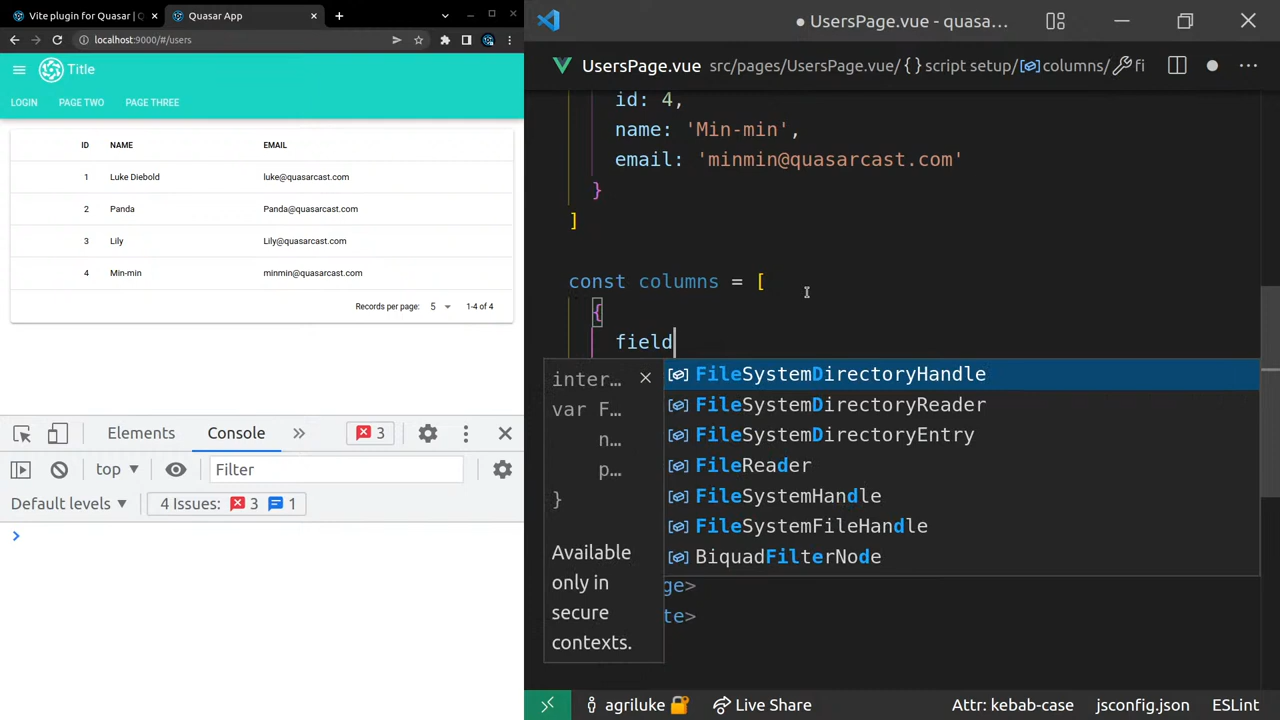 Vite plugin for Quasar | Q
Quasar App
localhost:9000/#/users
Title
LOGIN PAGE TWO PAGE THREE
ID NAME EMAIL
1 Luke Diebold luke@quasarcast.com
2 Panda Panda@quasarcast.com
3 Lily Lily@quasarcast.com
4 Min-min minmin@quasarcast.com
Records per page: 5 1-4 of 4
Elements Console 3
top Filter
Default levels 4 Issues: 3 1
UsersPage.vue - quasa…
UsersPage.vue src/pages/UsersPage.vue/{} script setup/columns/ fi
id: 4,
name: 'Min-min',
email: 'minmin@quasarcast.com'
}
]
const columns = [
{
field
inter…
var F…
n…
p…
}
Available
only in
secure
contexts.
FileSystemDirectoryHandle
FileSystemDirectoryReader
FileSystemDirectoryEntry
FileReader
FileSystemHandle
FileSystemFileHandle
BiquadFilterNode
ge>
te>
agriluke Live Share Attr: kebab-case jsconfig.json ESLint